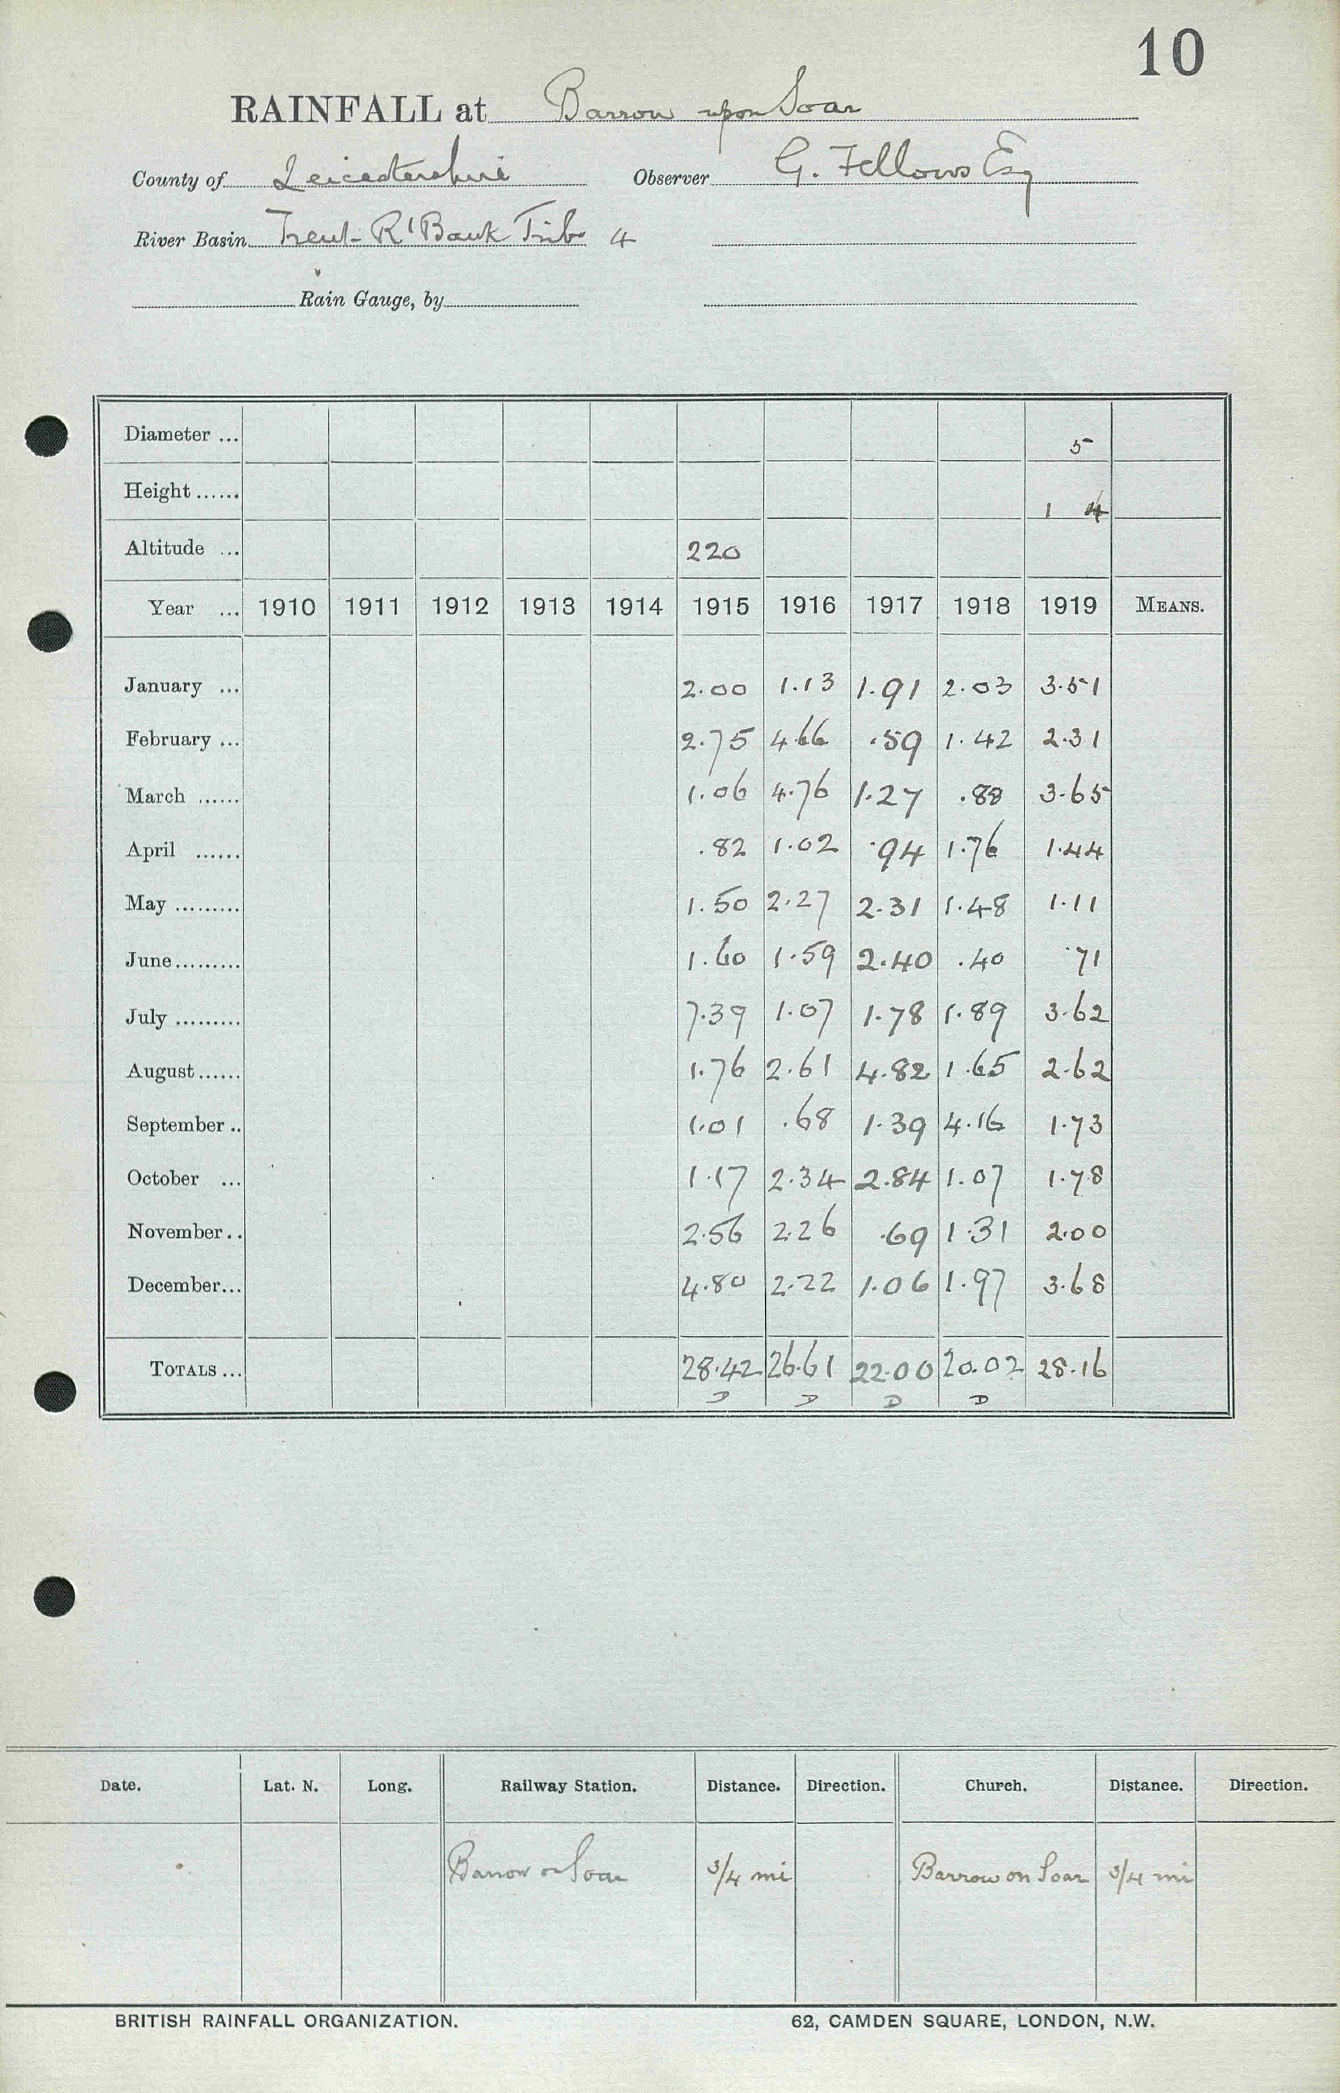 10
RAINFALL at Barrow upon Soar
County of Leicestershire Observer G. Fellows Esq
River Basin Trent - R' Bank Trib 4
Rain Gauge, by
Diameter ... 5
Height ...... 1 4
Altitude ... 220
Year ... 1910 1911 1912 1913 1914 1915 1916 1917 1918 1919 MEANS.
January ... 2.00 1.13 1.91 2.03 3.51
February ... 2.75 4.66 .59 1.42 2.31
March ...... 1.06 4.76 1.27 .88 3.65
April ...... .82 1.02 .94 1.76 1.44
May ......... 1.50 2.27 2.31 1.48 1.11
June ......... 1.60 1.59 2.40 .40 .71
July ......... 7.39 1.07 1.78 1.89 3.62
August ...... 1.76 2.61 4.82 1.65 2.62
September .. 1.01 .68 1.39 4.16 1.73
October ... 1.17 2.34 2.84 1.07 1.78
November .. 2.56 2.26 .69 1.31 2.00
December ... 4.80 2.22 1.06 1.97 3.68
TOTALS ... 28.42 26.61 22.00 20.02 28.16
D D D D
Date. Lat. N. Long. Railway Station. Distance. Direction. Church. Distance. Direction.
Barrow on Soar 3/4 mi Barrow on Soar 3/4 mi
BRITISH RAINFALL ORGANIZATION. 62, CAMDEN SQUARE, LONDON, N.W.